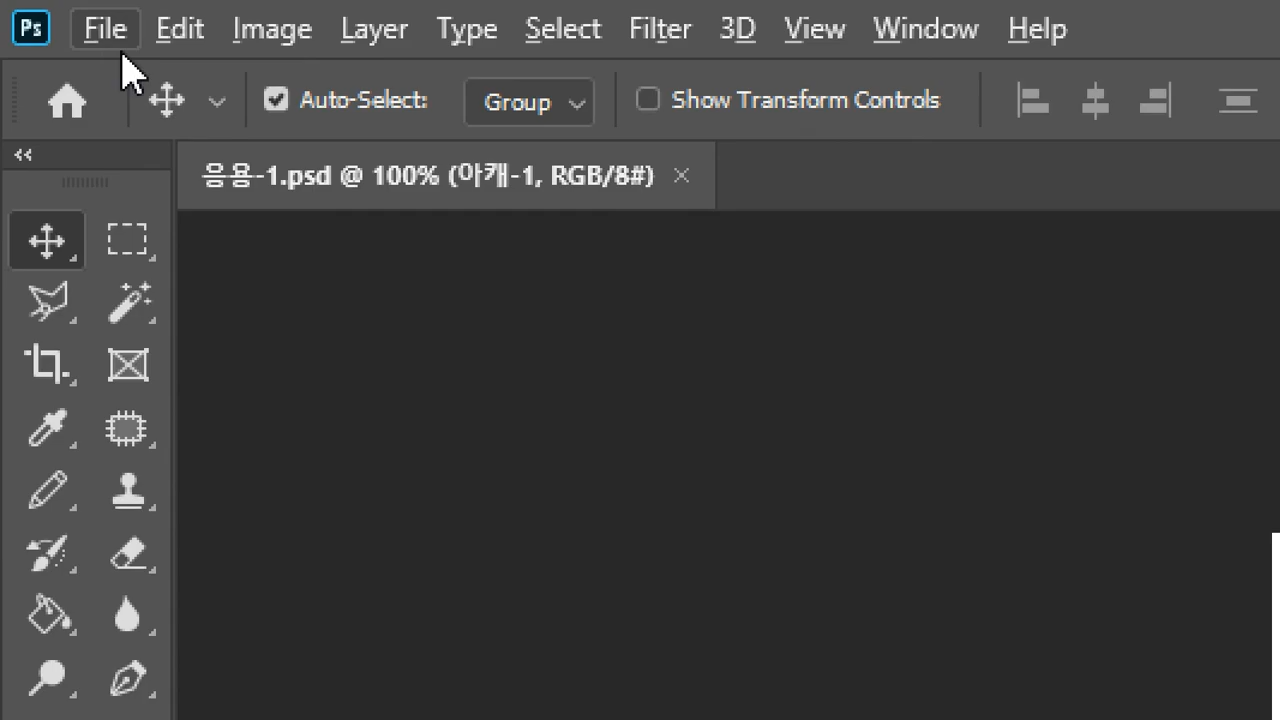 Ps File Edit Image Layer Type Select Filter 3D View Window Help
Auto-Select: Group Show Transform Controls
응용-1.psd @ 100% (아깨-1, RGB/8#)